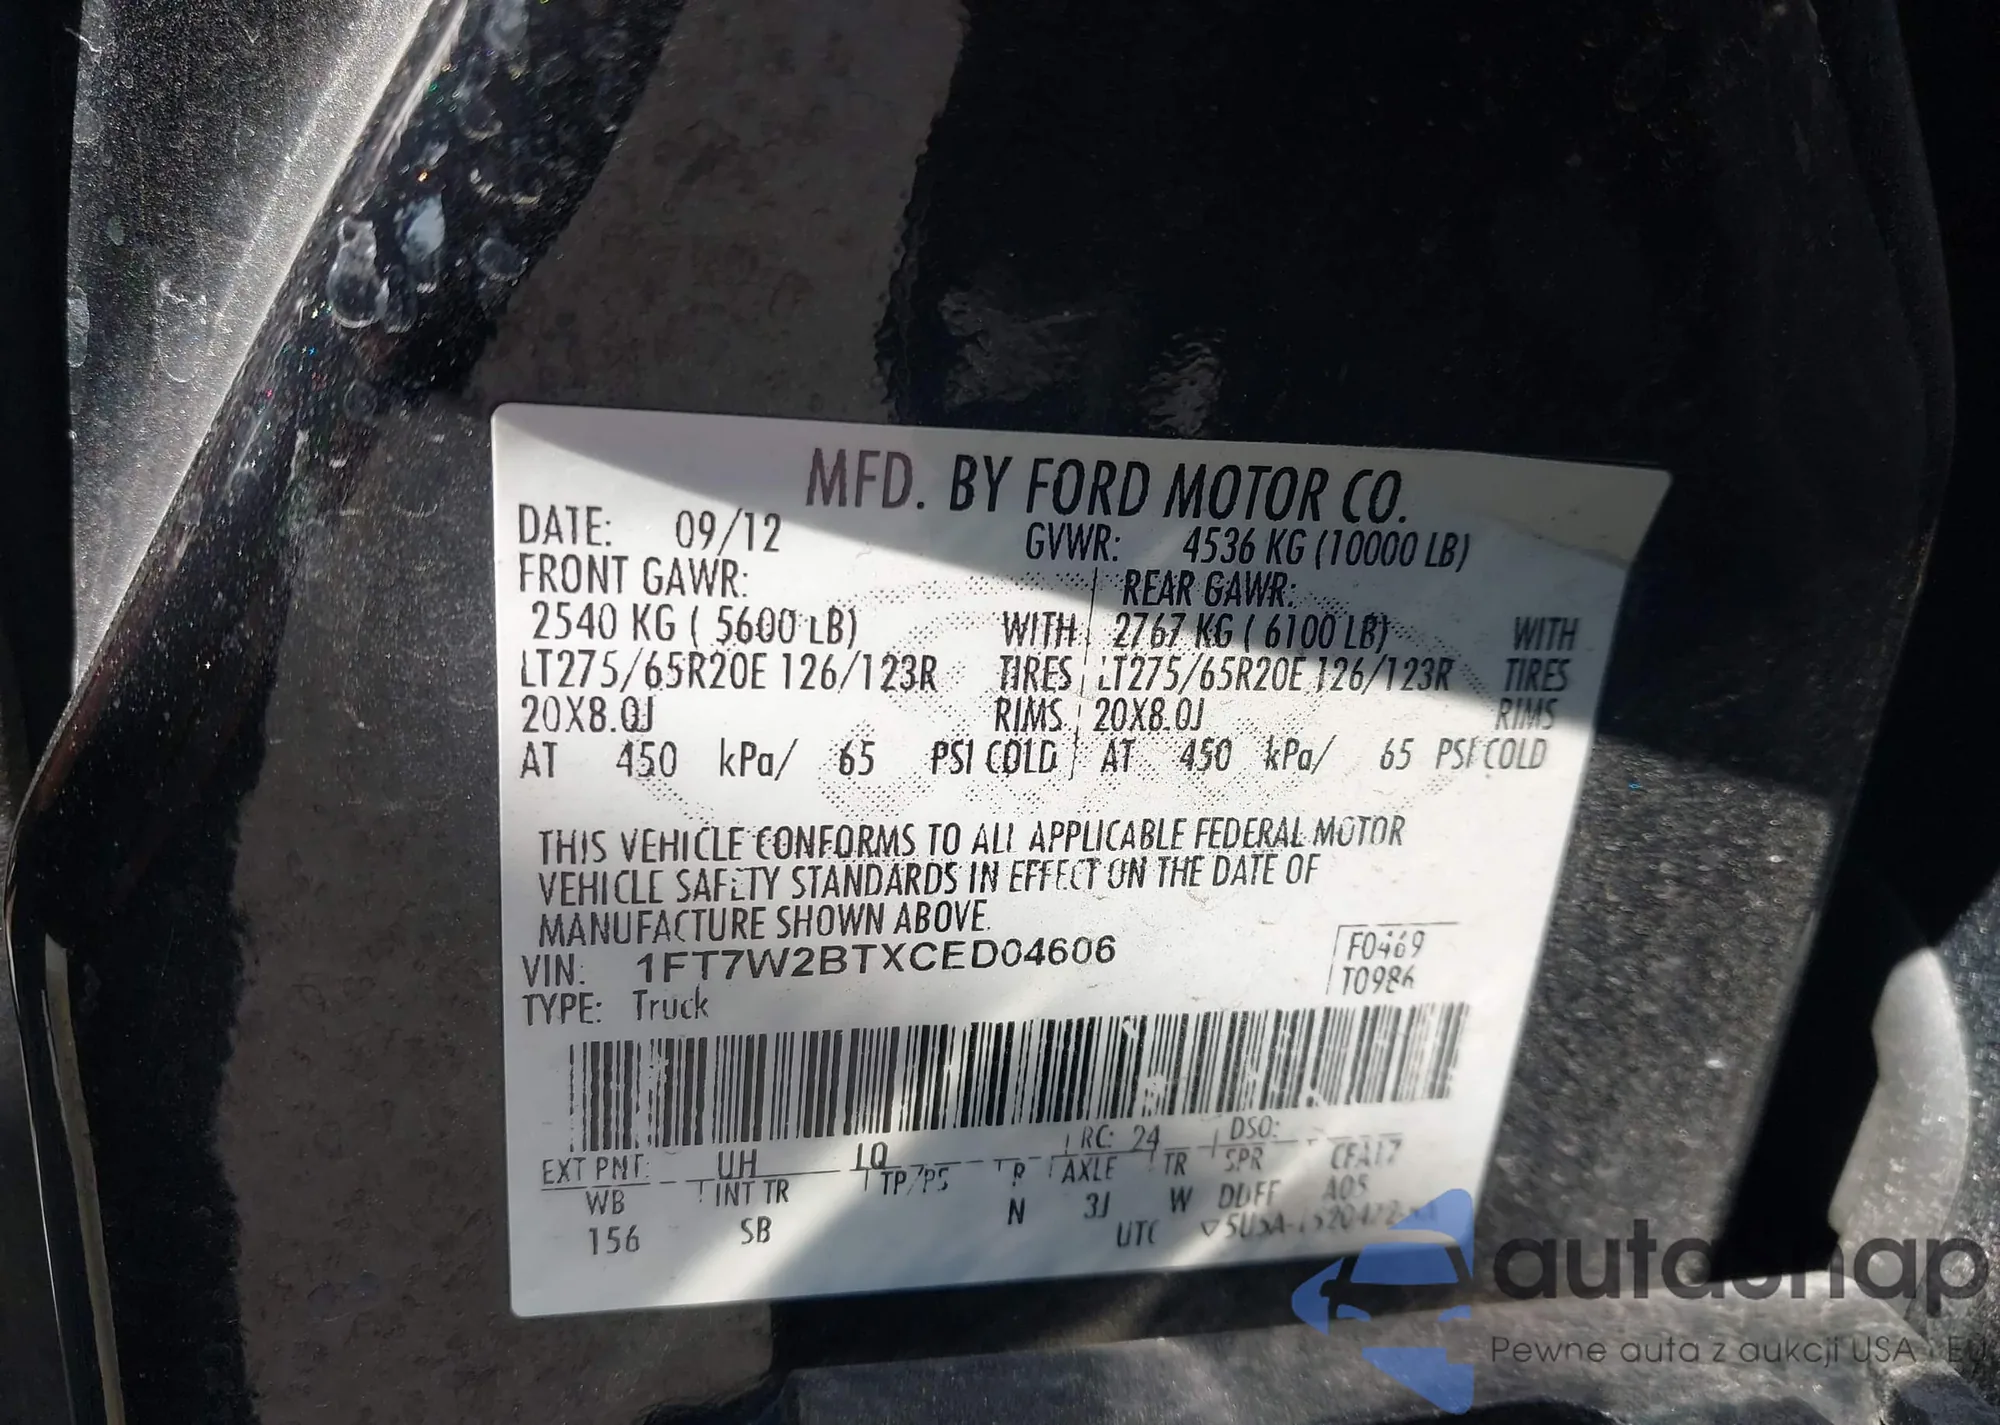 MFD. BY FORD MOTOR CO.
DATE: 09/12 GVWR: 4536 KG (10000 LB)
FRONT GAWR: REAR GAWR:
2540 KG ( 5600 LB) WITH 2767 KG ( 6100 LB) WITH
LT275/65R20E 126/123R TIRES LT275/65R20E 126/123R TIRES
20X8.0J RIMS 20X8.0J RIMS
AT 450 kPa/ 65 PSI COLD AT 450 kPa/ 65 PSI COLD
THIS VEHICLE CONFORMS TO ALL APPLICABLE FEDERAL MOTOR
VEHICLE SAFETY STANDARDS IN EFFECT ON THE DATE OF
MANUFACTURE SHOWN ABOVE.
VIN: 1FT7W2BTXCED04606 F0469
TYPE: Truck T0986
EXT PNT: UH LQ RC: 24 DSO:
WB INT TR TP/PS R AXLE TR SPR CFA17
156 SB N 3J W DDFF A05
UTC
autasnap
Pewne auta z aukcji USA i EU